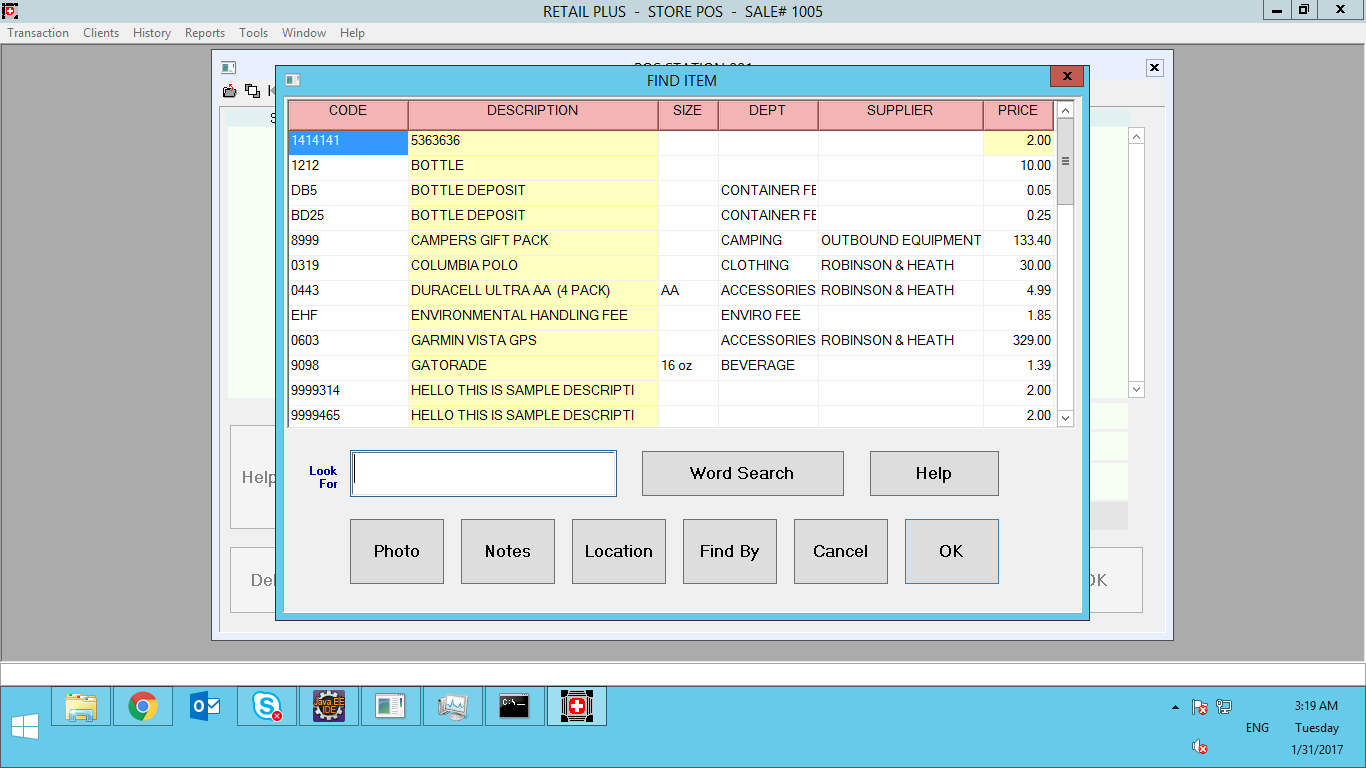 RETAIL PLUS - STORE POS - SALE# 1005
Transaction Clients History Reports Tools Window Help
FIND ITEM
CODE DESCRIPTION SIZE DEPT SUPPLIER PRICE
1414141 5363636 2.00
1212 BOTTLE 10.00
DB5 BOTTLE DEPOSIT CONTAINER FE 0.05
BD25 BOTTLE DEPOSIT CONTAINER FE 0.25
8999 CAMPERS GIFT PACK CAMPING OUTBOUND EQUIPMENT 133.40
0319 COLUMBIA POLO CLOTHING ROBINSON & HEATH 30.00
0443 DURACELL ULTRA AA (4 PACK) AA ACCESSORIES ROBINSON & HEATH 4.99
EHF ENVIRONMENTAL HANDLING FEE ENVIRO FEE 1.85
0603 GARMIN VISTA GPS ACCESSORIES ROBINSON & HEATH 329.00
9098 GATORADE 16 oz BEVERAGE 1.39
9999314 HELLO THIS IS SAMPLE DESCRIPTI 2.00
9999465 HELLO THIS IS SAMPLE DESCRIPTI 2.00
Look For Word Search Help
Help
Photo Notes Location Find By Cancel OK
Del
OK
Java EE IDE
C:\-
3:19 AM
ENG Tuesday
1/31/2017